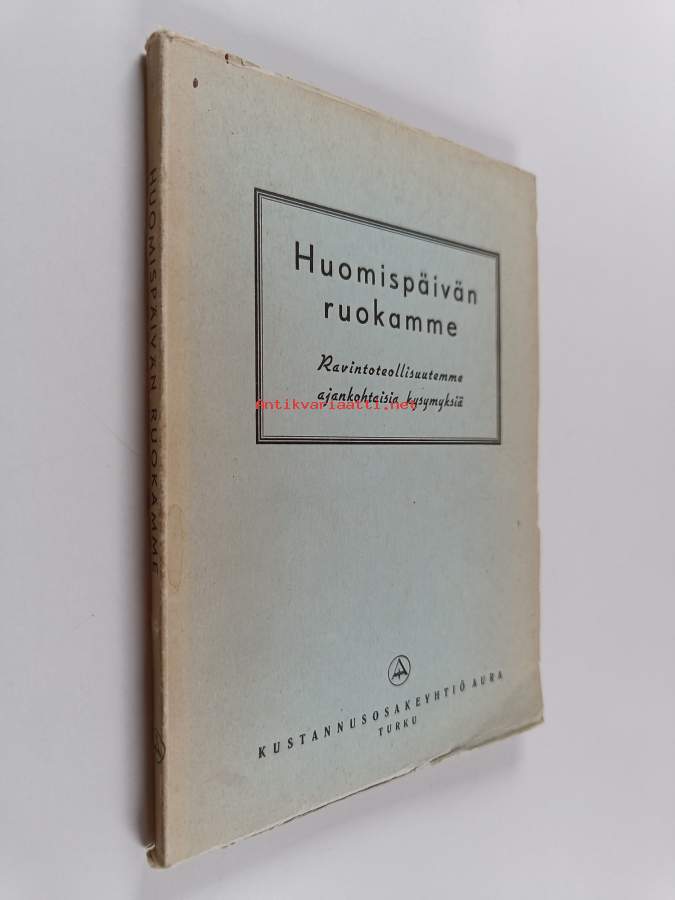 HUOMISPÄIVÄN RUOKAMME
Huomispäivän
ruokamme
Ravintoteollisuutemme
ajankohtaisia kysymyksiä
Antikvariaatti.net
KUSTANNUSOSAKEYHTIÖ AURA
TURKU